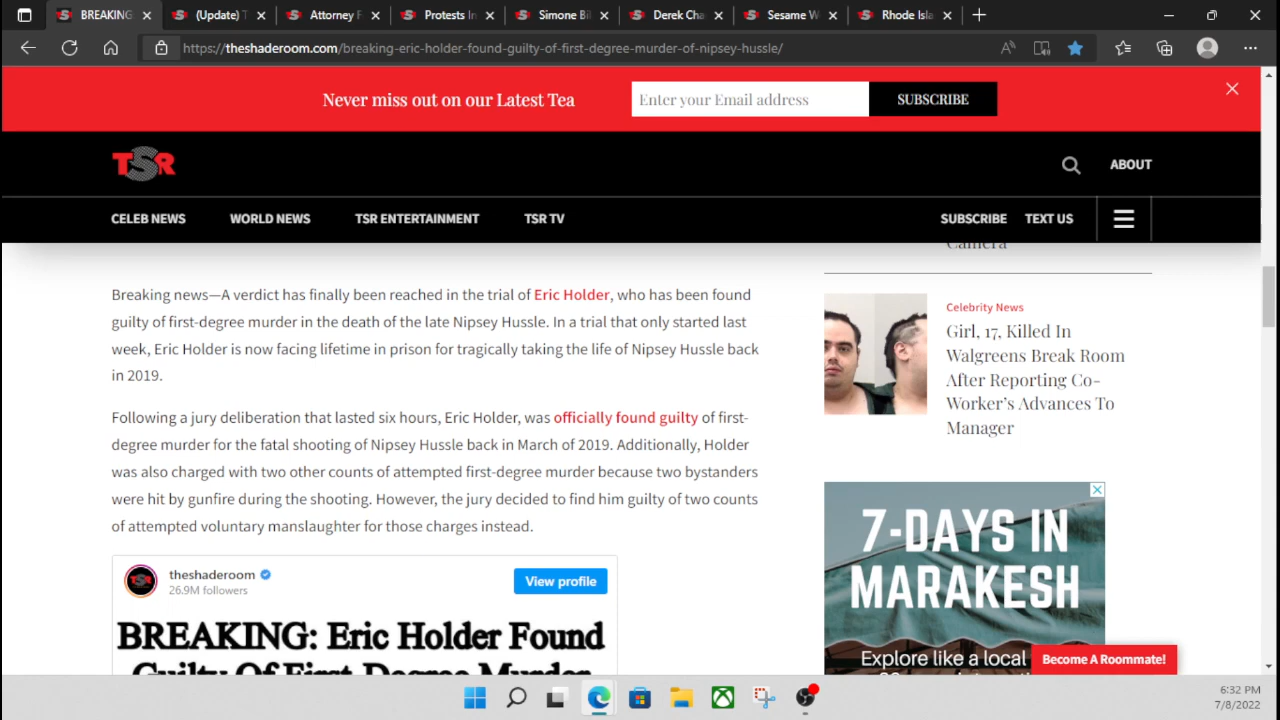 BREAKING
(Update) T
Attorney F
Protests In
Simone Bil
Derek Cha
Sesame W
Rhode Isla
https://theshaderoom.com/breaking-eric-holder-found-guilty-of-first-degree-murder-of-nipsey-hussle/
Never miss out on our Latest Tea
Enter your Email address
SUBSCRIBE
TSR
ABOUT
CELEB NEWS
WORLD NEWS
TSR ENTERTAINMENT
TSR TV
SUBSCRIBE
TEXT US
Camera
Breaking news—A verdict has finally been reached in the trial of Eric Holder, who has been found
guilty of first-degree murder in the death of the late Nipsey Hussle. In a trial that only started last
week, Eric Holder is now facing lifetime in prison for tragically taking the life of Nipsey Hussle back
in 2019.
Following a jury deliberation that lasted six hours, Eric Holder, was officially found guilty of first-
degree murder for the fatal shooting of Nipsey Hussle back in March of 2019. Additionally, Holder
was also charged with two other counts of attempted first-degree murder because two bystanders
were hit by gunfire during the shooting. However, the jury decided to find him guilty of two counts
of attempted voluntary manslaughter for those charges instead.
theshaderoom
26.9M followers
View profile
BREAKING: Eric Holder Found
Guilty Of First-Degree Murder
Celebrity News
Girl, 17, Killed In
Walgreens Break Room
After Reporting Co-
Worker's Advances To
Manager
7-DAYS IN
MARAKESH
Explore like a local
Become A Roommate!
6:32 PM
7/8/2022